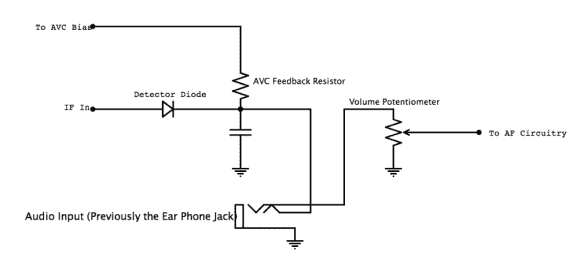 To AVC Bias
AVC Feedback Resistor
Detector Diode
Volume Potentiometer
IF In
To AF Circuitry
Audio Input (Previously the Ear Phone Jack)